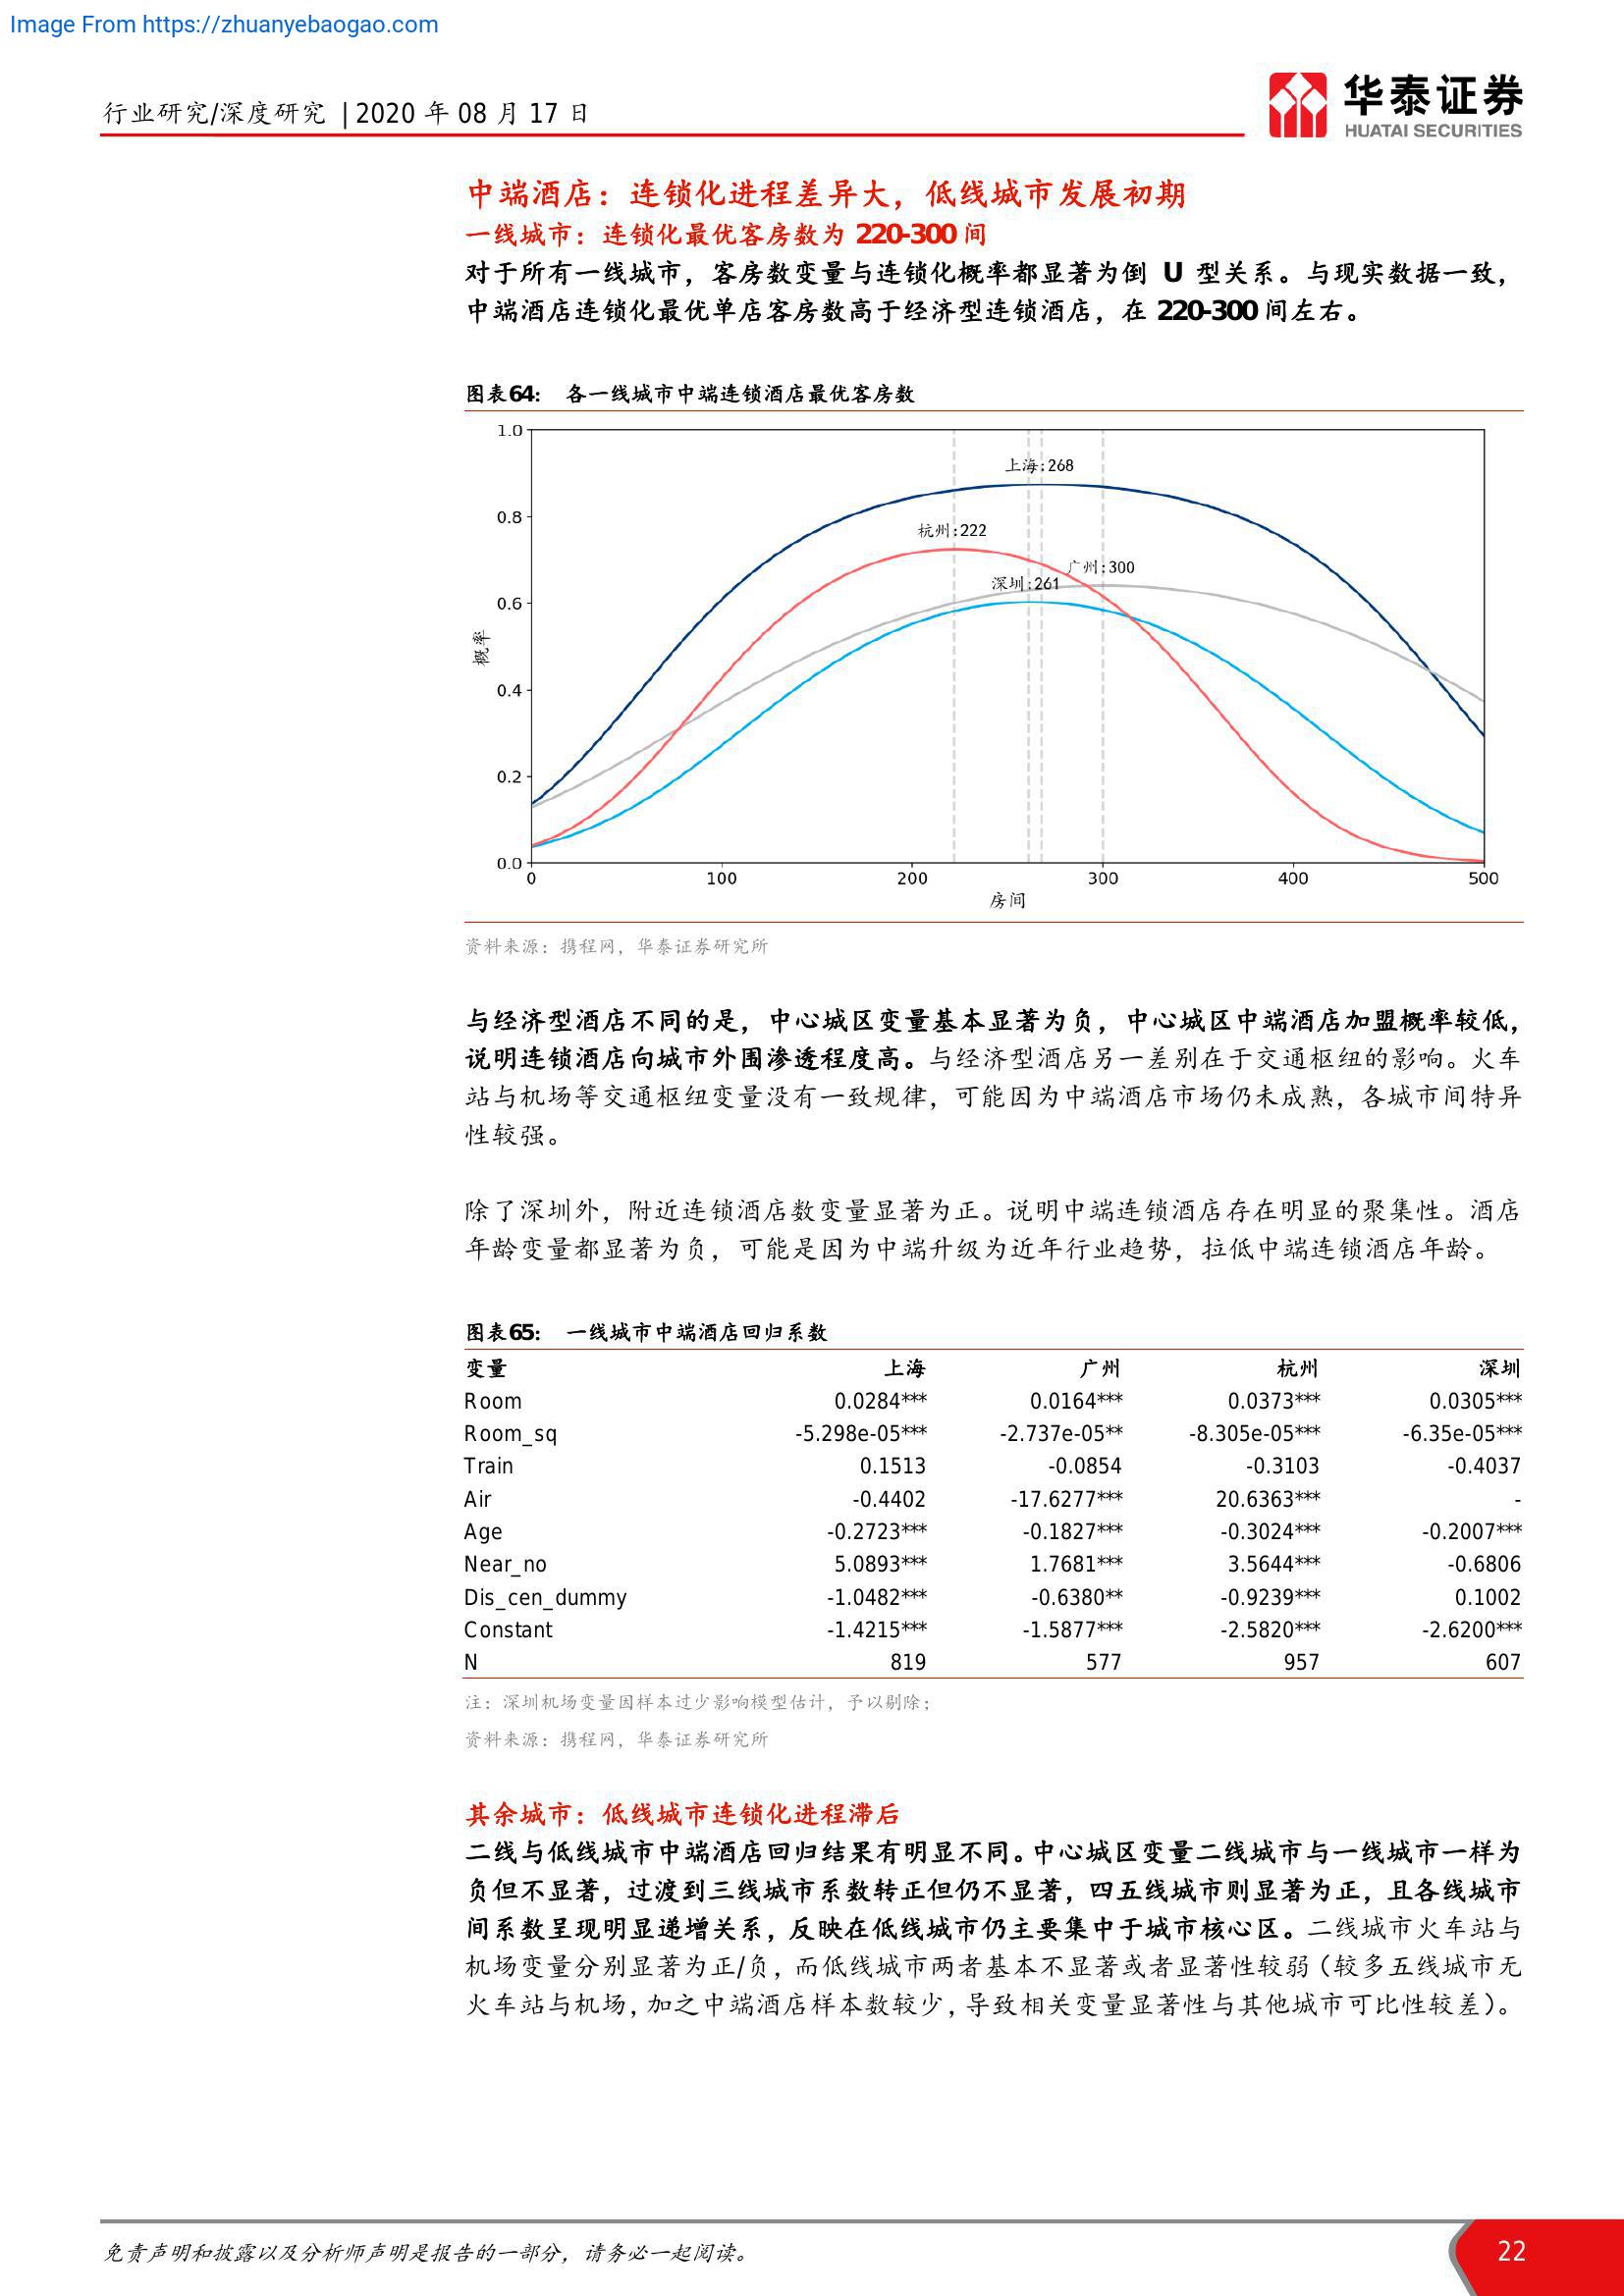 Image From https://zhuanyebaogao.com
行业研究/深度研究 | 2020 年 08 月 17 日
华泰证券
HUATAI SECURITIES
中端酒店：连锁化进程差异大，低线城市发展初期
一线城市：连锁化最优客房数为 220-300 间
对于所有一线城市，客房数变量与连锁化概率都显著为倒 U 型关系。与现实数据一致，
中端酒店连锁化最优单店客房数高于经济型连锁酒店，在 220-300 间左右。
图表64： 各一线城市中端连锁酒店最优客房数
1.0
上海:268
0.8
杭州:222
广州:300
深圳:261
0.6
概率
0.4
0.2
0.0
0 100 200 300 400 500
房间
资料来源：携程网，华泰证券研究所
与经济型酒店不同的是，中心城区变量基本显著为负，中心城区中端酒店加盟概率较低，
说明连锁酒店向城市外围渗透程度高。与经济型酒店另一差别在于交通枢纽的影响。火车
站与机场等交通枢纽变量没有一致规律，可能因为中端酒店市场仍未成熟，各城市间特异
性较强。
除了深圳外，附近连锁酒店数变量显著为正。说明中端连锁酒店存在明显的聚集性。酒店
年龄变量都显著为负，可能是因为中端升级为近年行业趋势，拉低中端连锁酒店年龄。
图表65： 一线城市中端酒店回归系数
变量 上海 广州 杭州 深圳
Room 0.0284*** 0.0164*** 0.0373*** 0.0305***
Room_sq -5.298e-05*** -2.737e-05** -8.305e-05*** -6.35e-05***
Train 0.1513 -0.0854 -0.3103 -0.4037
Air -0.4402 -17.6277*** 20.6363*** -
Age -0.2723*** -0.1827*** -0.3024*** -0.2007***
Near_no 5.0893*** 1.7681*** 3.5644*** -0.6806
Dis_cen_dummy -1.0482*** -0.6380** -0.9239*** 0.1002
Constant -1.4215*** -1.5877*** -2.5820*** -2.6200***
N 819 577 957 607
注：深圳机场变量因样本过少影响模型估计，予以剔除；
资料来源：携程网，华泰证券研究所
其余城市：低线城市连锁化进程滞后
二线与低线城市中端酒店回归结果有明显不同。中心城区变量二线城市与一线城市一样为
负但不显著，过渡到三线城市系数转正但仍不显著，四五线城市则显著为正，且各线城市
间系数呈现明显递增关系，反映在低线城市仍主要集中于城市核心区。二线城市火车站与
机场变量分别显著为正/负，而低线城市两者基本不显著或者显著性较弱（较多五线城市无
火车站与机场，加之中端酒店样本数较少，导致相关变量显著性与其他城市可比性较差）。
免责声明和披露以及分析师声明是报告的一部分，请务必一起阅读。
22